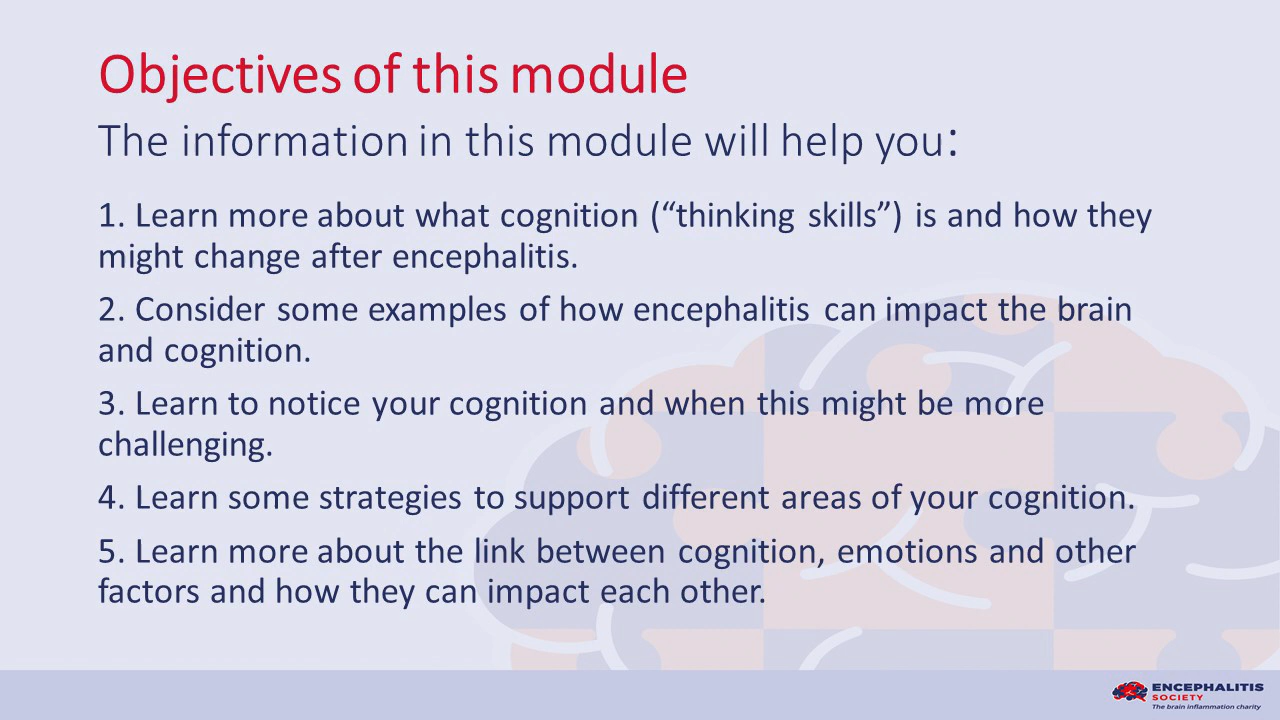 Objectives of this module
The information in this module will help you:
1. Learn more about what cognition (“thinking skills”) is and how they
might change after encephalitis.
2. Consider some examples of how encephalitis can impact the brain
and cognition.
3. Learn to notice your cognition and when this might be more
challenging.
4. Learn some strategies to support different areas of your cognition.
5. Learn more about the link between cognition, emotions and other
factors and how they can impact each other.
ENCEPHALITIS
SOCIETY
The brain inflammation charity